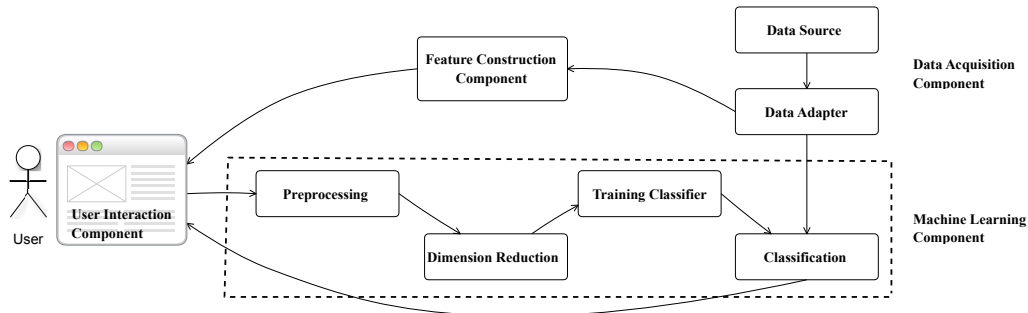 Data Source
Feature Construction
Component
Data Acquisition
Component
Data Adapter
Preprocessing
Training Classifier
User Interaction
Component
User
Machine Learning
Component
Dimension Reduction
Classification